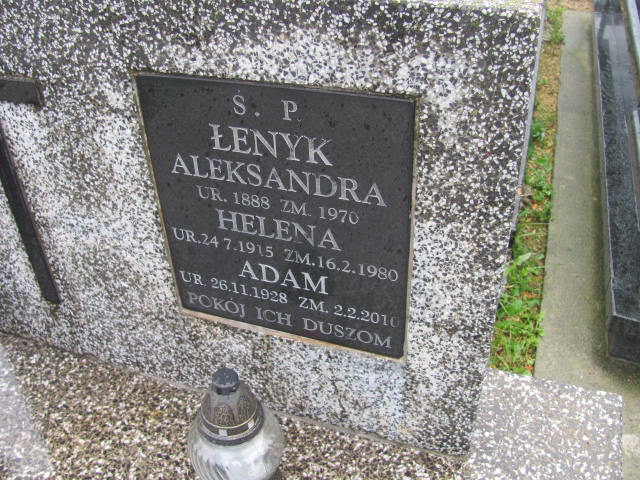 Ś. P.
ŁENYK
ALEKSANDRA
UR. 1888 ZM. 1970
HELENA
UR. 24 7.1915 ZM. 16.2.1980
ADAM
UR. 26.11.1928 ZM. 2.2.2010
POKÓJ ICH DUSZOM